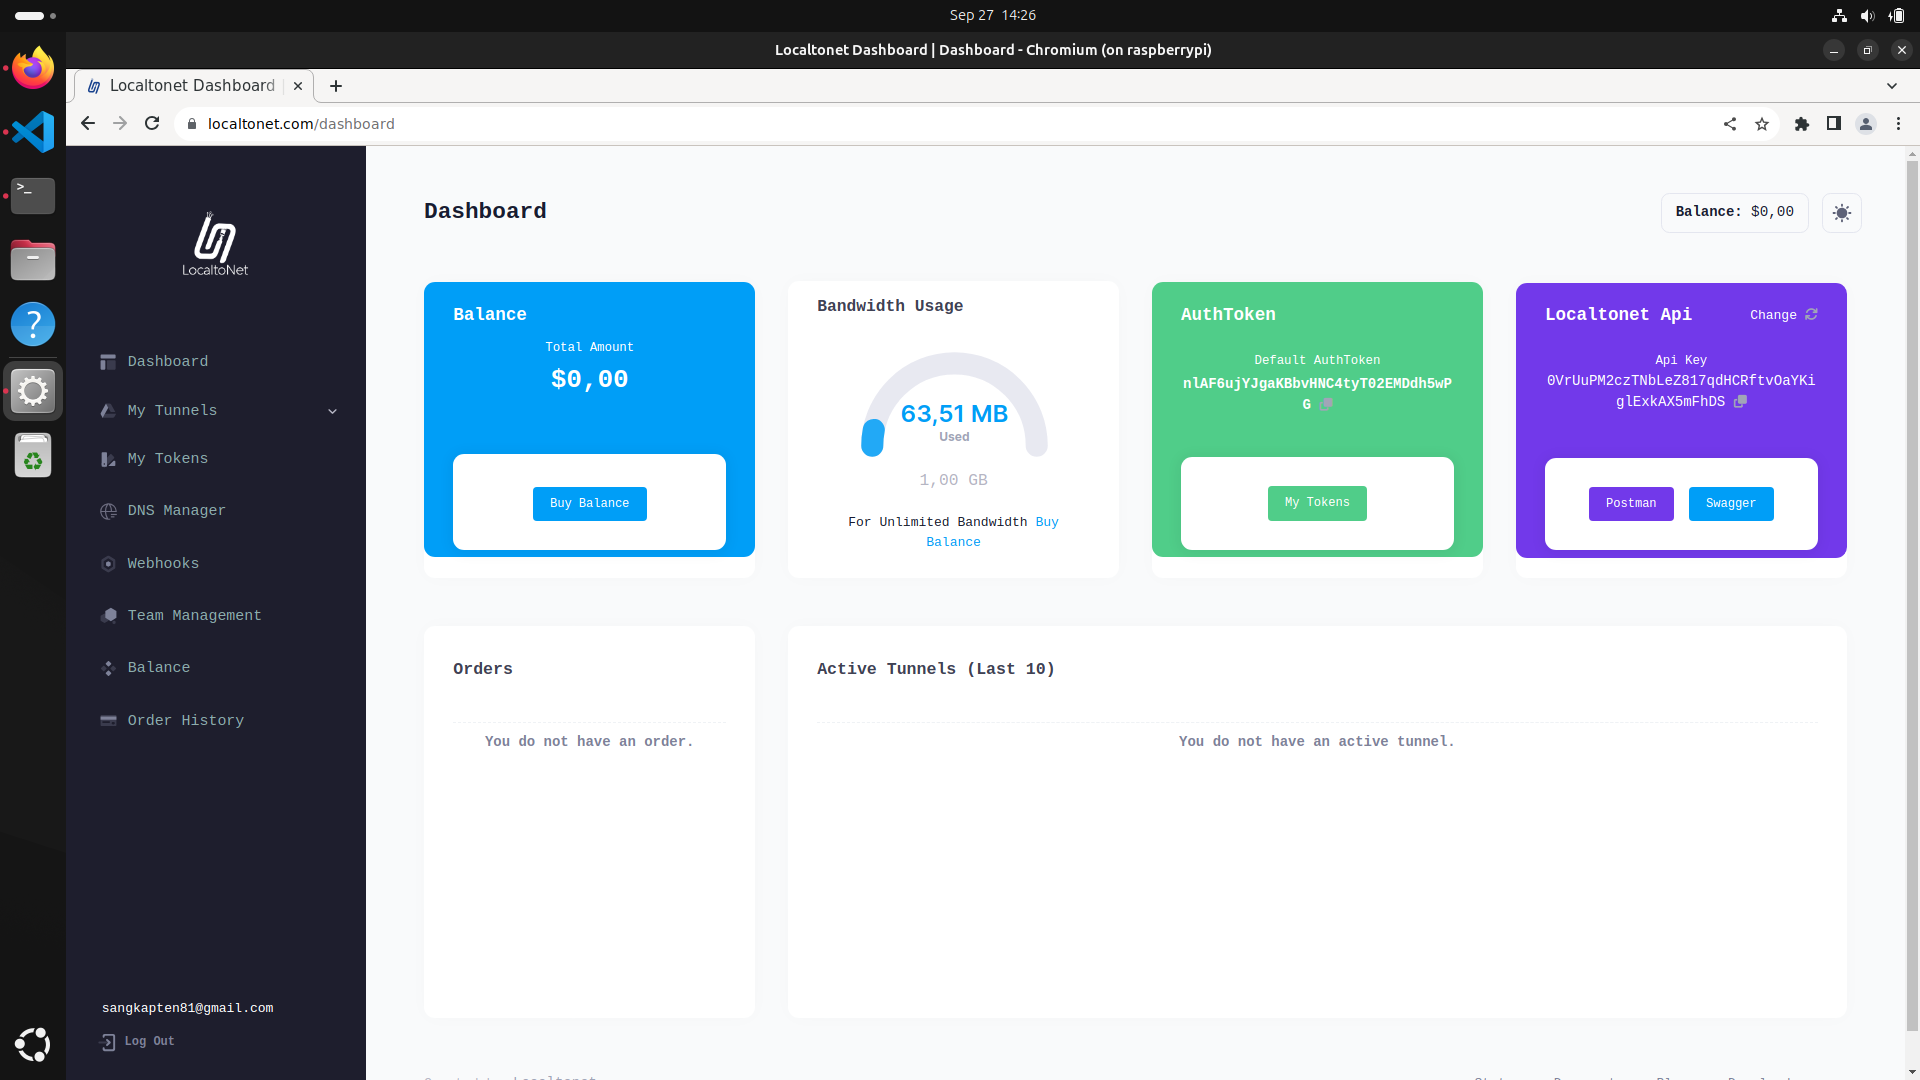 Sep 27 14:26
Localtonet Dashboard | Dashboard - Chromium (on raspberrypi)
Localtonet Dashboard
localtonet.com/dashboard
LocaltoNet
Dashboard
My Tunnels
My Tokens
DNS Manager
Webhooks
Team Management
Balance
Order History
sangkapten81@gmail.com
Log Out
Dashboard
Balance: $0,00
Balance
Total Amount
$0,00
Buy Balance
Bandwidth Usage
63,51 MB
Used
1,00 GB
For Unlimited Bandwidth Buy
Balance
AuthToken
Default AuthToken
nlAF6ujYJgaKBbvHNC4tyT02EMDdh5wP
G
My Tokens
Localtonet Api
Change
Api Key
0VrUuPM2czTNbLeZ817qdHCRftvOaYKi
glExkAX5mFhDS
Postman
Swagger
Orders
You do not have an order.
Active Tunnels (Last 10)
You do not have an active tunnel.